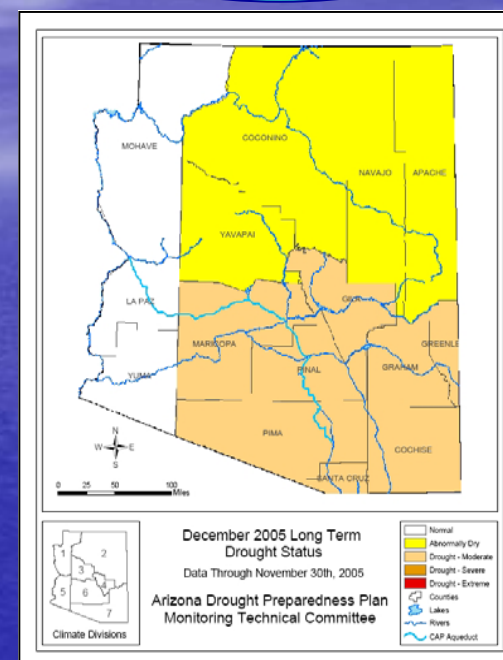 MOHAVE
COCONINO
NAVAJO
APACHE
YAVAPAI
LA PAZ
GILA
MARICOPA
GREENLE
YUMA
PINAL
GRAHAM
PIMA
COCHISE
SANTA CRUZ
N
W E
S
0 25 50 100
Miles
1 2
3
4
5 6
7
Climate Divisions
December 2005 Long Term
Drought Status
Data Through November 30th, 2005
Arizona Drought Preparedness Plan
Monitoring Technical Committee
Normal
Abnormally Dry
Drought - Moderate
Drought - Severe
Drought - Extreme
Counties
Lakes
Rivers
CAP Aqueduct